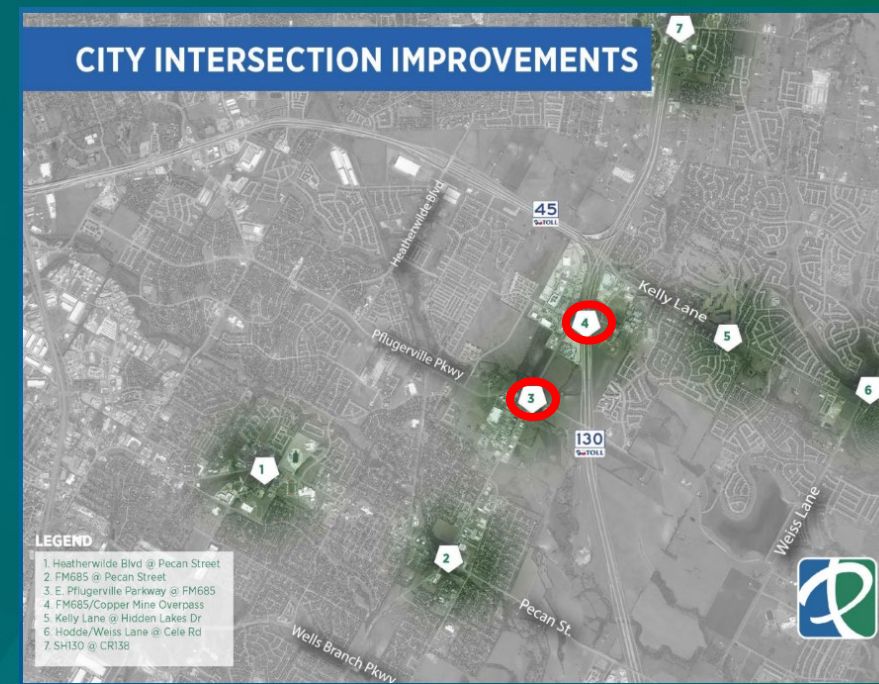 CITY INTERSECTION IMPROVEMENTS
7
Heatherwilde Blvd
45
TOLL
Kelly Lane
4
5
Pflugerville Pkwy
3
6
130
TOLL
1
Weiss Lane
2
Pecan St.
Wells Branch Pkwy
LEGEND
1. Heatherwilde Blvd @ Pecan Street
2. FM685 @ Pecan Street
3. E. Pflugerville Parkway @ FM685
4. FM685/Copper Mine Overpass
5. Kelly Lane @ Hidden Lakes Dr
6. Hodde/Weiss Lane @ Cele Rd
7. SH130 @ CR138